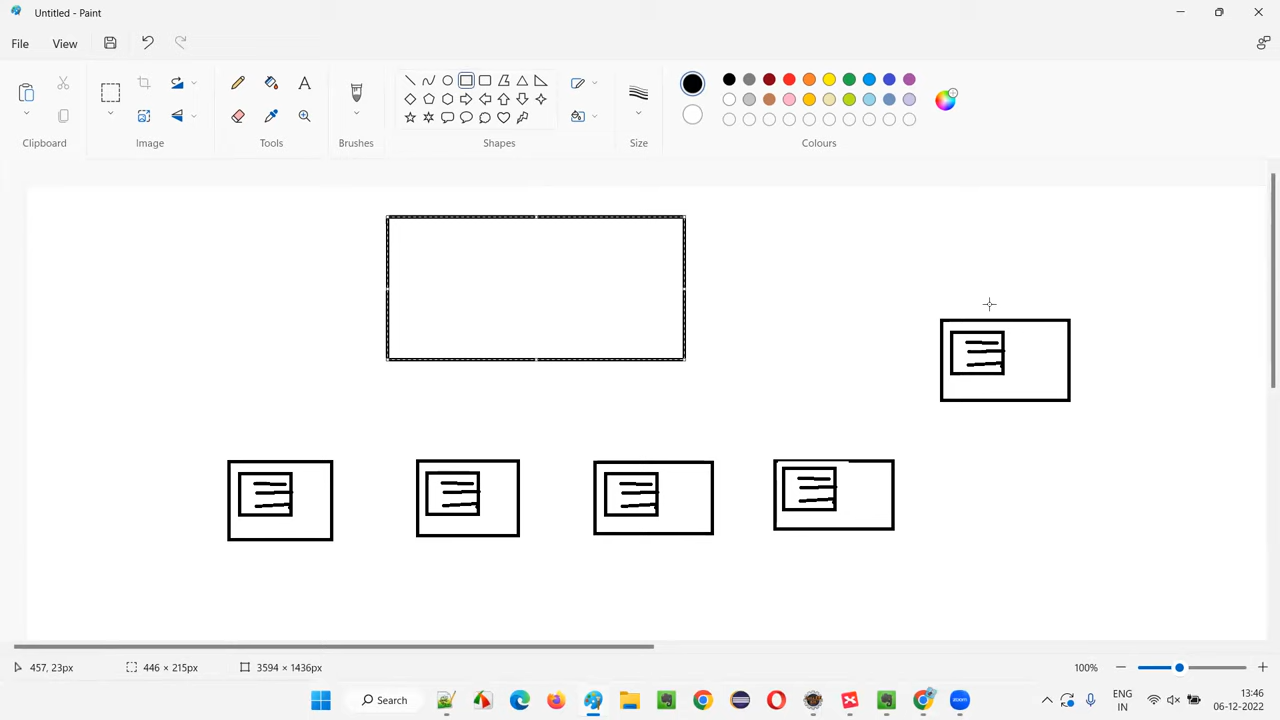 Untitled - Paint
File View
Clipboard Image Tools Brushes Shapes Size Colours
457, 23px 446 × 215px 3594 × 1436px 100%
Search
zoom
ENG
IN
13:46
06-12-2022